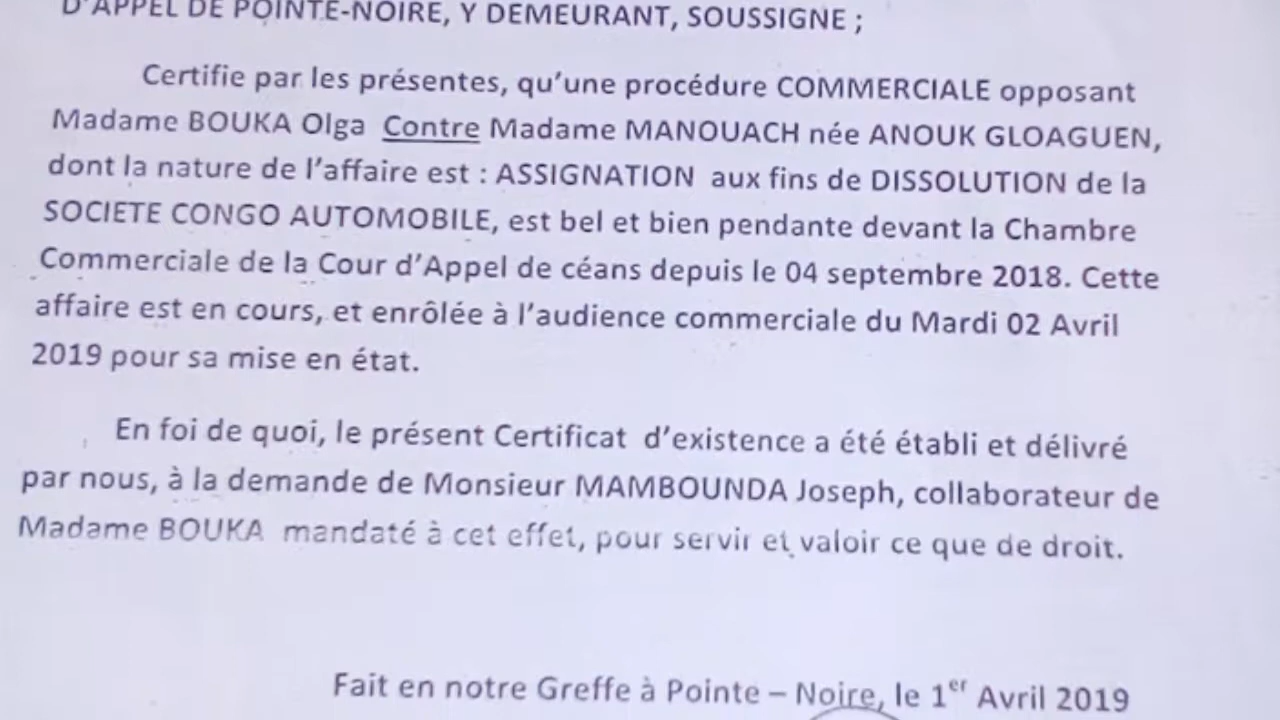 D'APPEL DE POINTE-NOIRE, Y DEMEURANT, SOUSSIGNE ;
Certifie par les présentes, qu'une procédure COMMERCIALE opposant
Madame BOUKA Olga Contre Madame MANOUACH née ANOUK GLOAGUEN,
dont la nature de l'affaire est : ASSIGNATION aux fins de DISSOLUTION de la
SOCIETE CONGO AUTOMOBILE, est bel et bien pendante devant la Chambre
Commerciale de la Cour d'Appel de céans depuis le 04 septembre 2018. Cette
affaire est en cours, et enrôlée à l'audience commerciale du Mardi 02 Avril
2019 pour sa mise en état.
En foi de quoi, le présent Certificat d'existence a été établi et délivré
par nous, à la demande de Monsieur MAMBOUNDA Joseph, collaborateur de
Madame BOUKA mandaté à cet effet, pour servir et valoir ce que de droit.
Fait en notre Greffe à Pointe – Noire, le 1er Avril 2019